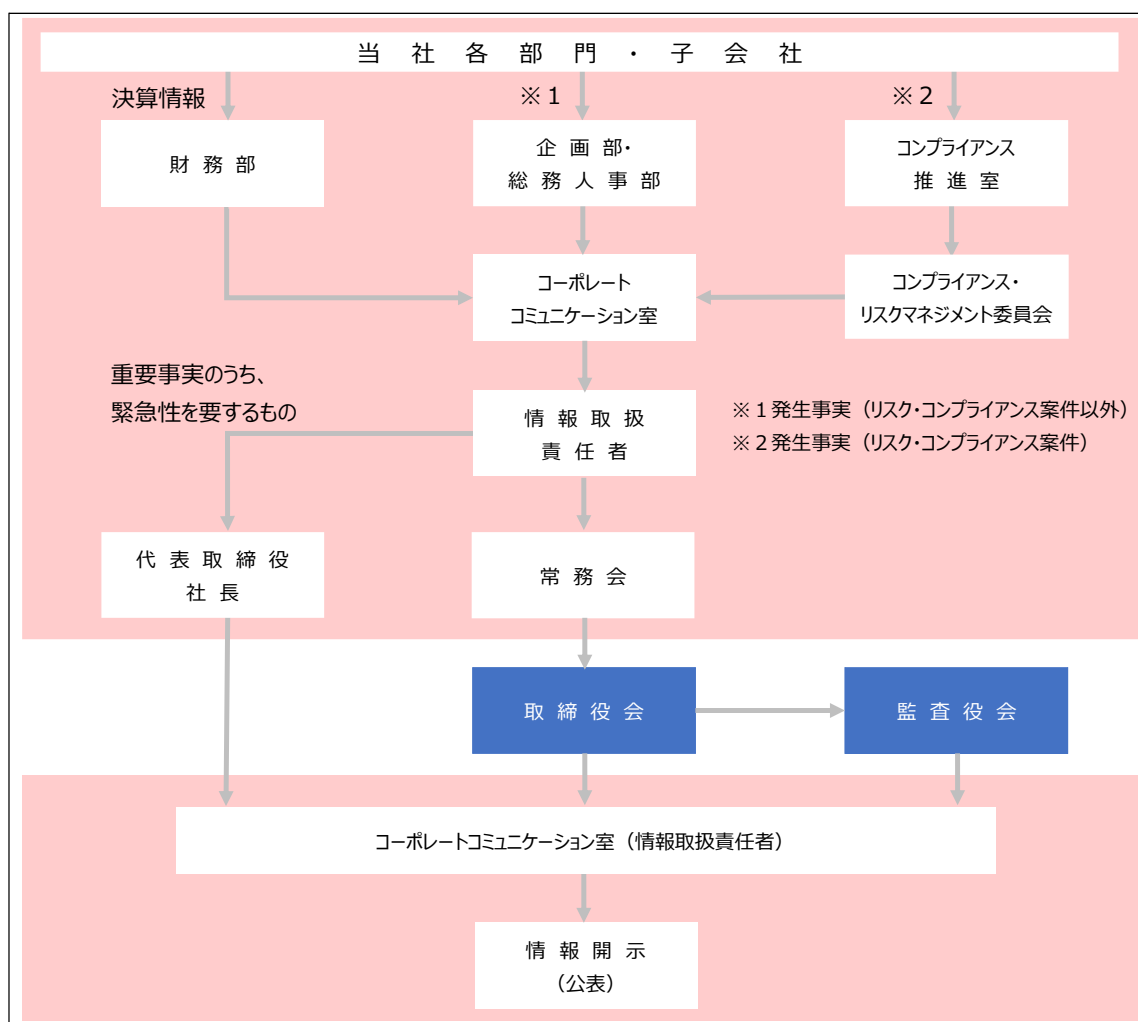 当社各部門・子会社
決算情報
※１
※２
財務部
企画部・
総務人事部
コンプライアンス
推進室
コーポレート
コミュニケーション室
コンプライアンス・
リスクマネジメント委員会
重要事実のうち、
緊急性を要するもの
情報取扱
責任者
※１発生事実（リスク・コンプライアンス案件以外）
※２発生事実（リスク・コンプライアンス案件）
代表取締役
社長
常務会
取締役会
監査役会
コーポレートコミュニケーション室（情報取扱責任者）
情報開示
（公表）